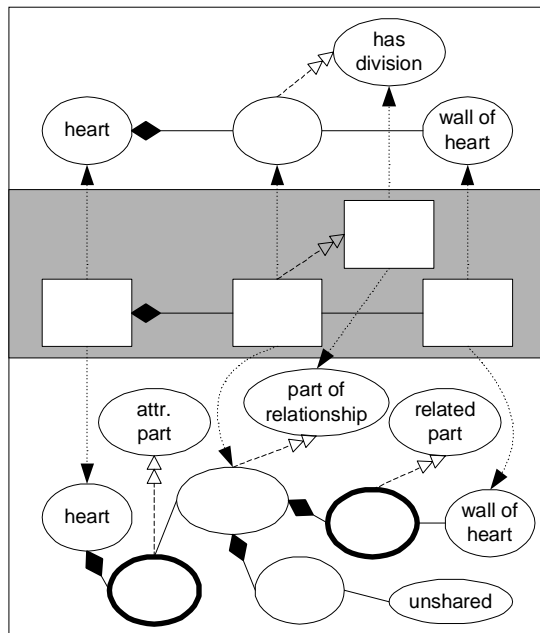 has
division
heart
wall of
heart
part of
relationship
attr.
part
related
part
heart
wall of
heart
unshared